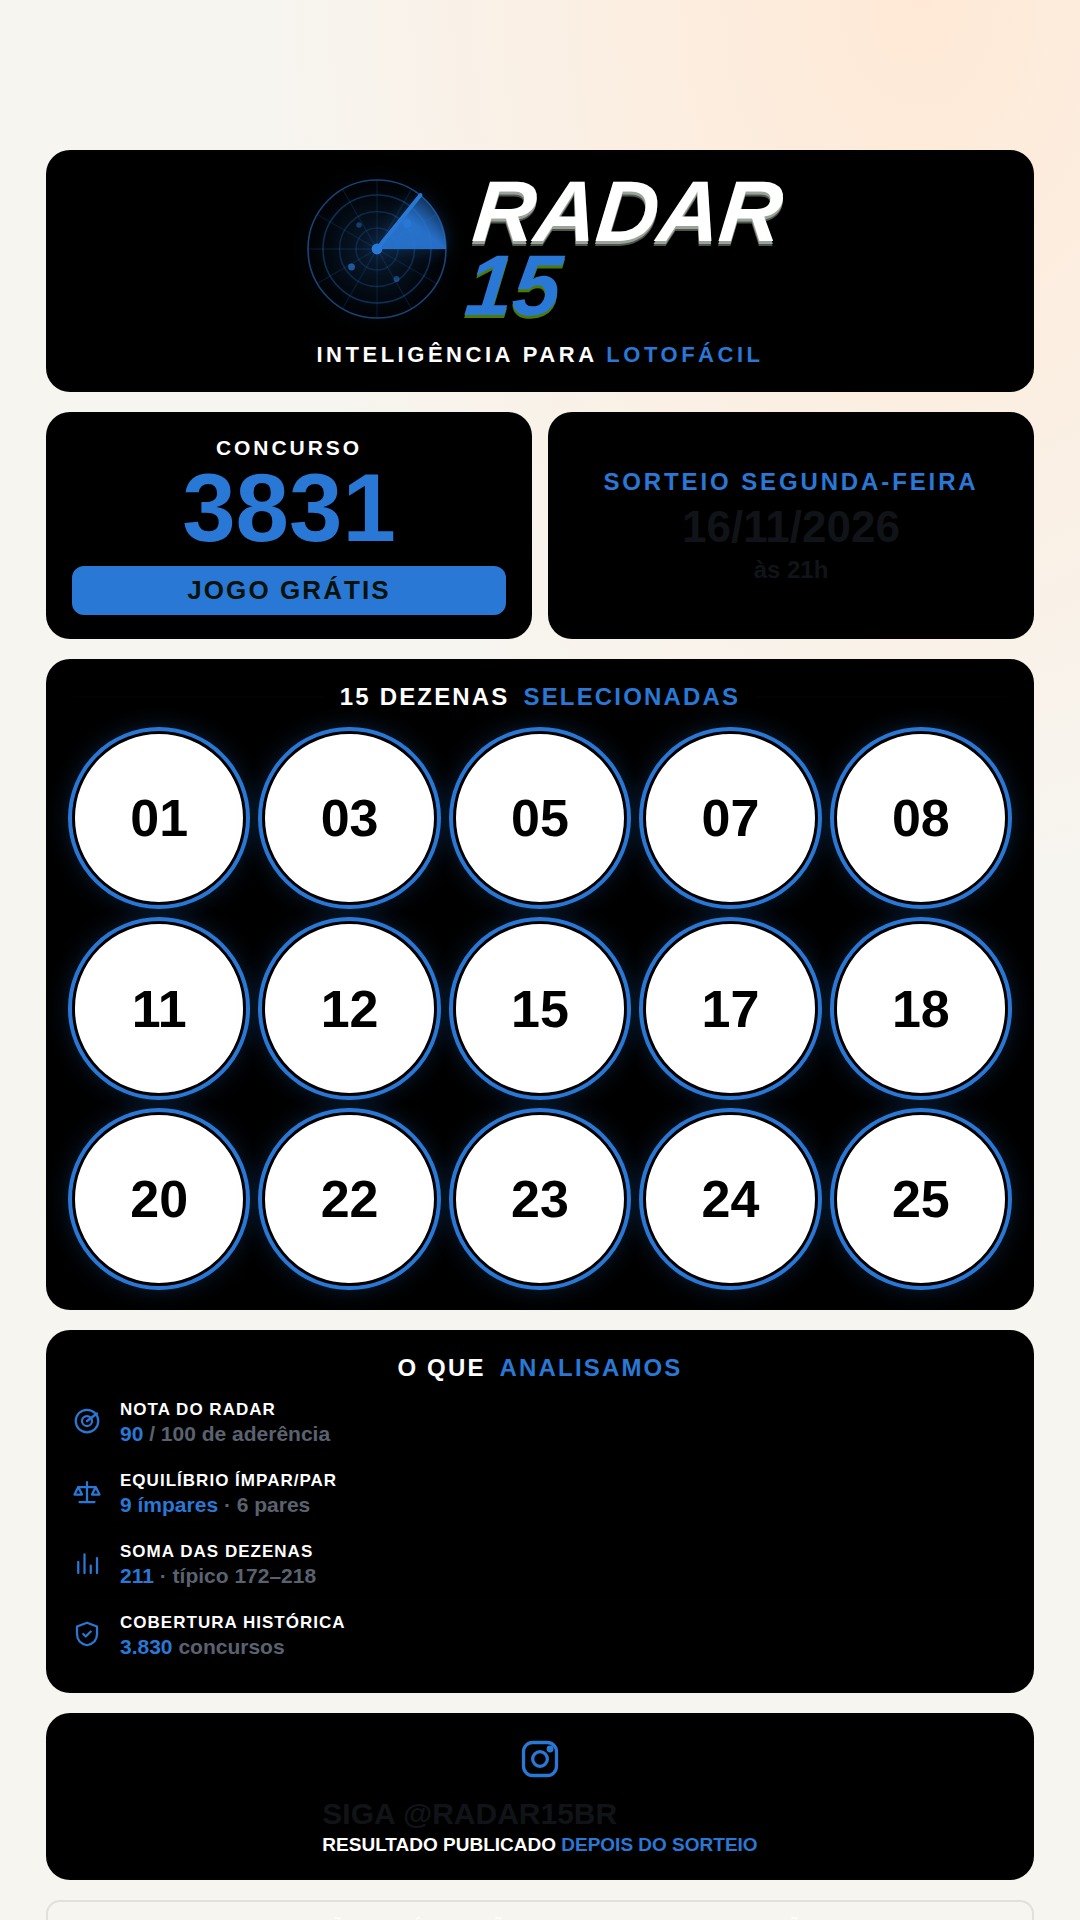 RADAR
15
INTELIGÊNCIA PARA LOTOFÁCIL
CONCURSO
3831
JOGO GRÁTIS
SORTEIO SEGUNDA-FEIRA
16/11/2026
às 21h
15 DEZENAS SELECIONADAS
01 03 05 07 08
11 12 15 17 18
20 22 23 24 25
O QUE ANALISAMOS
NOTA DO RADAR
90 / 100 de aderência
EQUILÍBRIO ÍMPAR/PAR
9 ímpares · 6 pares
SOMA DAS DEZENAS
211 · típico 172–218
COBERTURA HISTÓRICA
3.830 concursos
SIGA @RADAR15BR
RESULTADO PUBLICADO DEPOIS DO SORTEIO